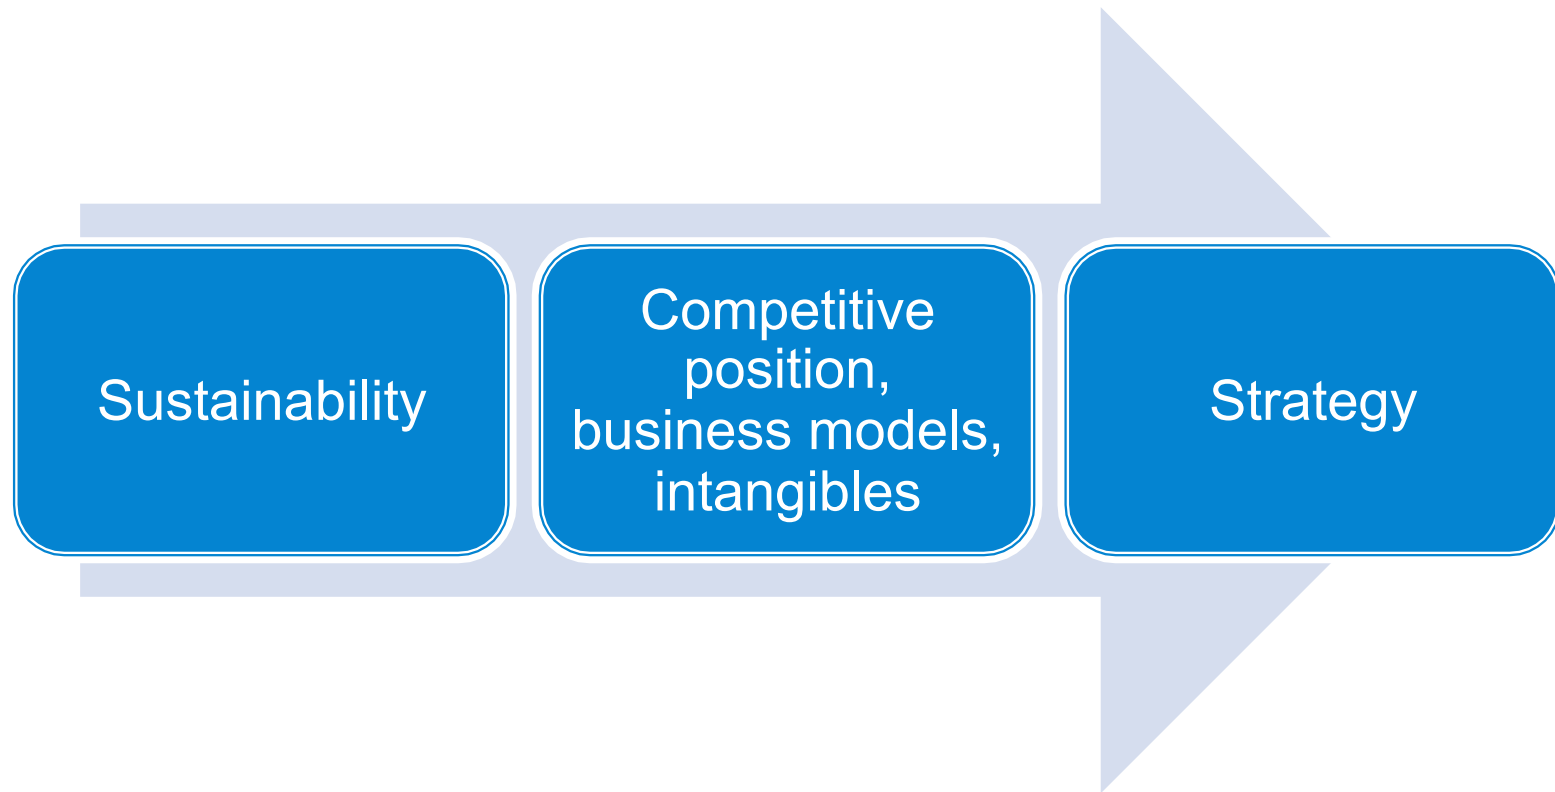 Sustainability
Competitive
position,
business models,
intangibles
Strategy